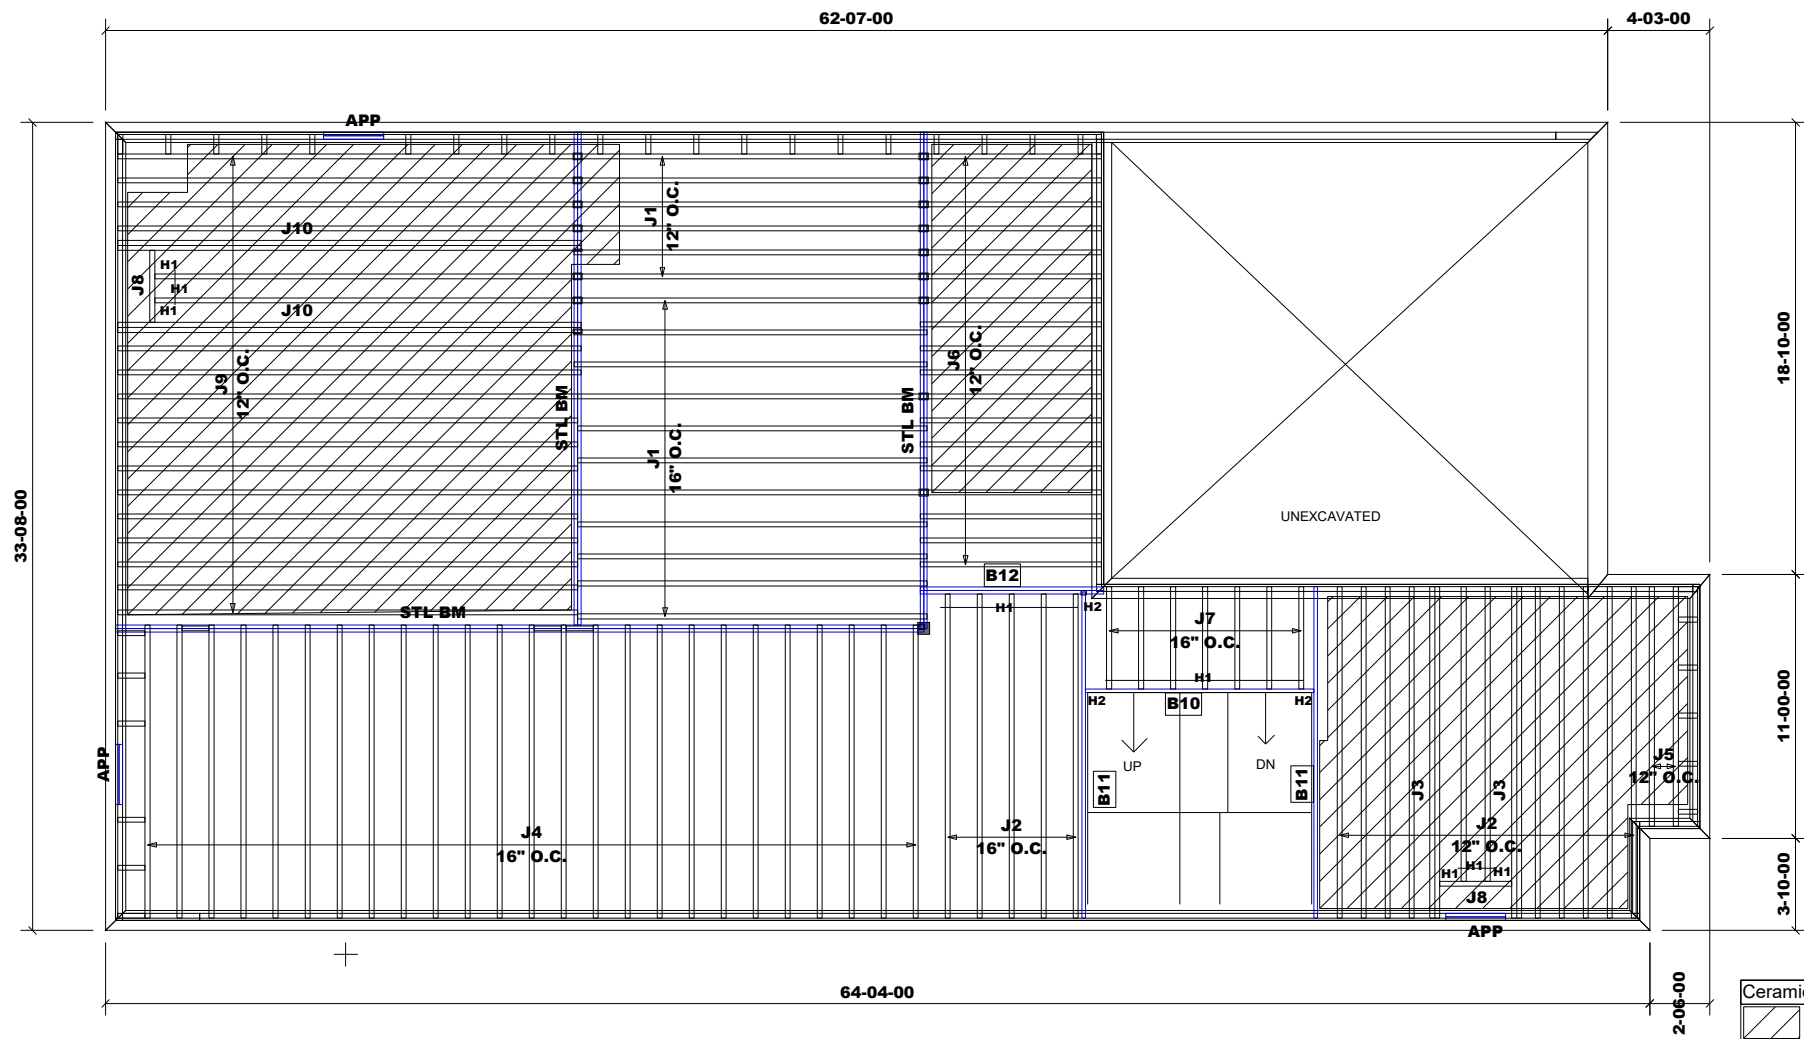 62-07-00
4-03-00
APP
J1
12" O.C.
J10
H1
J8
H1
H1
J10
18-10-00
J9
12" O.C.
J6
12" O.C.
STL BM
STL BM
J1
16" O.C.
33-08-00
UNEXCAVATED
B12
STL BM
H1
H2
J7
16" O.C.
H1
H2
B10
H2
11-00-00
APP
UP
DN
J5
12" O.C.
B11
B11
J3
J3
J4
16" O.C.
J2
16" O.C.
J2
12" O.C.
H1
H1
H1
J8
3-10-00
APP
64-04-00
2-06-00